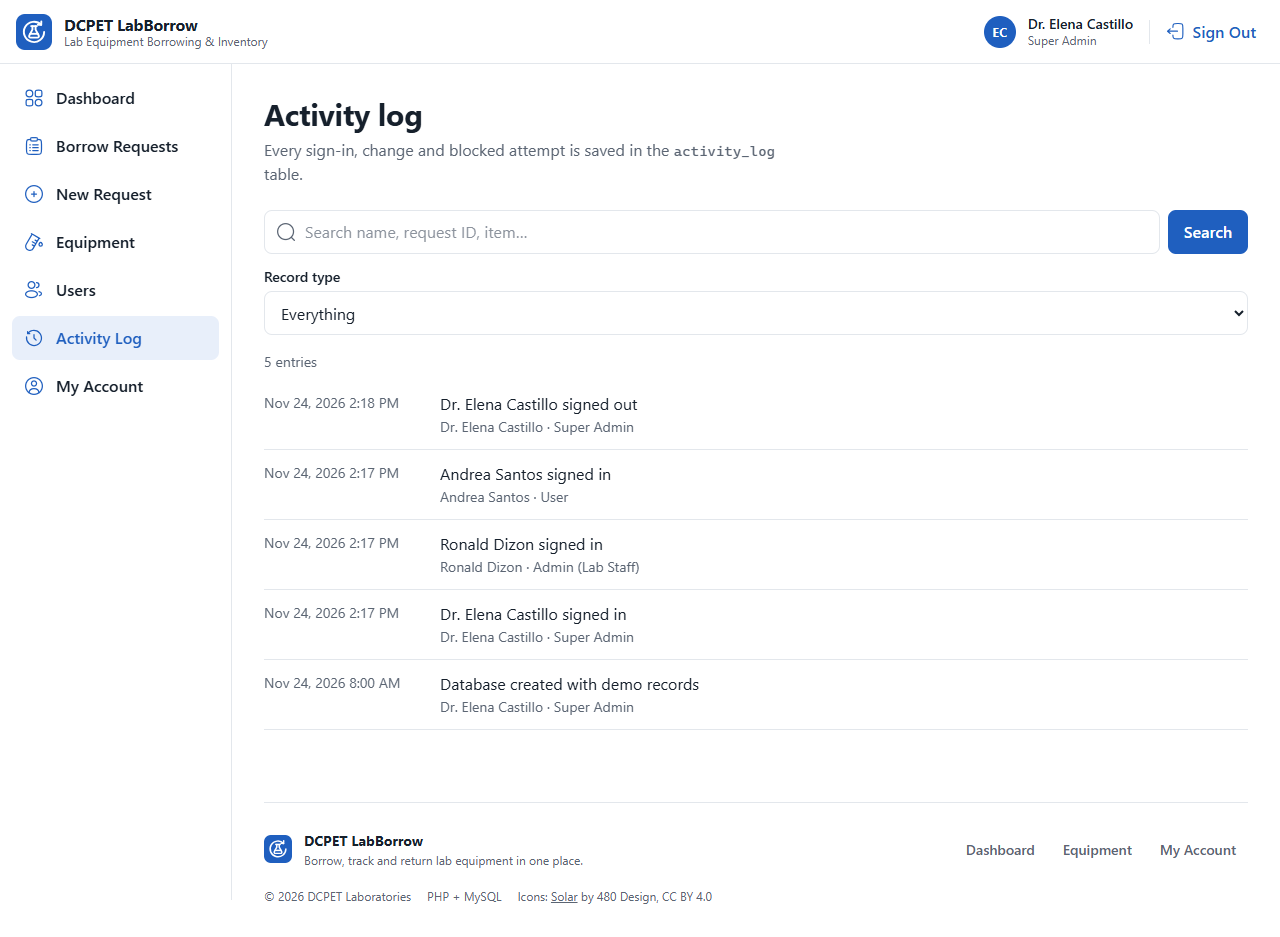 DCPET LabBorrow
Lab Equipment Borrowing & Inventory
EC
Dr. Elena Castillo
Super Admin
Sign Out
Dashboard
Borrow Requests
New Request
Equipment
Users
Activity Log
My Account
Activity log
Every sign-in, change and blocked attempt is saved in the activity_log
table.
Search name, request ID, item...
Search
Record type
Everything
5 entries
Nov 24, 2026 2:18 PM
Dr. Elena Castillo signed out
Dr. Elena Castillo · Super Admin
Nov 24, 2026 2:17 PM
Andrea Santos signed in
Andrea Santos · User
Nov 24, 2026 2:17 PM
Ronald Dizon signed in
Ronald Dizon · Admin (Lab Staff)
Nov 24, 2026 2:17 PM
Dr. Elena Castillo signed in
Dr. Elena Castillo · Super Admin
Nov 24, 2026 8:00 AM
Database created with demo records
Dr. Elena Castillo · Super Admin
DCPET LabBorrow
Borrow, track and return lab equipment in one place.
Dashboard
Equipment
My Account
© 2026 DCPET Laboratories
PHP + MySQL
Icons: Solar by 480 Design, CC BY 4.0